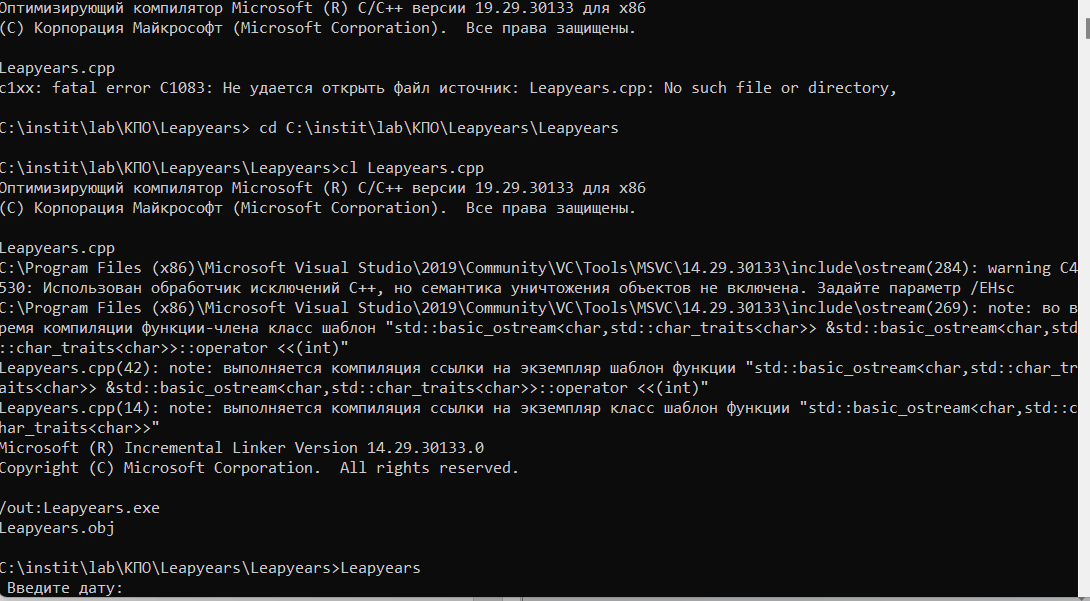 Оптимизирующий компилятор Microsoft (R) C/C++ версии 19.29.30133 для x86
(C) Корпорация Майкрософт (Microsoft Corporation).  Все права защищены.
Leapyears.cpp
c1xx: fatal error C1083: Не удается открыть файл источник: Leapyears.cpp: No such file or directory,
C:\instit\lab\КПО\Leapyears> cd C:\instit\lab\КПО\Leapyears\Leapyears
C:\instit\lab\КПО\Leapyears\Leapyears>cl Leapyears.cpp
Оптимизирующий компилятор Microsoft (R) C/C++ версии 19.29.30133 для x86
(C) Корпорация Майкрософт (Microsoft Corporation).  Все права защищены.
Leapyears.cpp
C:\Program Files (x86)\Microsoft Visual Studio\2019\Community\VC\Tools\MSVC\14.29.30133\include\ostream(284): warning C4
530: Использован обработчик исключений C++, но семантика уничтожения объектов не включена. Задайте параметр /EHsc
C:\Program Files (x86)\Microsoft Visual Studio\2019\Community\VC\Tools\MSVC\14.29.30133\include\ostream(269): note: во в
ремя компиляции функции-члена класс шаблон "std::basic_ostream<char,std::char_traits<char>> &std::basic_ostream<char,std
::char_traits<char>>::operator <<(int)"
Leapyears.cpp(42): note: выполняется компиляция ссылки на экземпляр шаблон функции "std::basic_ostream<char,std::char_tr
aits<char>> &std::basic_ostream<char,std::char_traits<char>>::operator <<(int)"
Leapyears.cpp(14): note: выполняется компиляция ссылки на экземпляр класс шаблон функции "std::basic_ostream<char,std::c
har_traits<char>>"
Microsoft (R) Incremental Linker Version 14.29.30133.0
Copyright (C) Microsoft Corporation.  All rights reserved.
/out:Leapyears.exe
Leapyears.obj
C:\instit\lab\КПО\Leapyears\Leapyears>Leapyears
Введите дату: